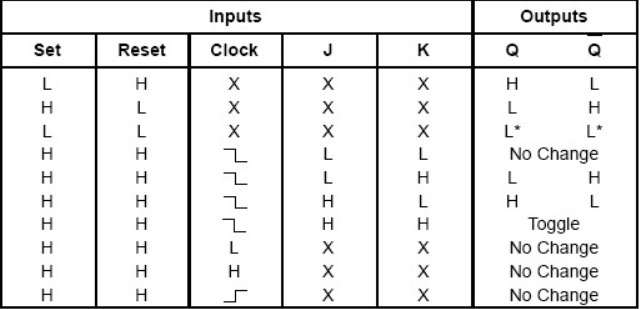 Inputs Outputs
Set Reset Clock J K Q Q
L H X X X H L
H L X X X L H
L L X X X L* L*
H H L L No Change
H H L H L H
H H H L H L
H H H H Toggle
H H L X X No Change
H H H X X No Change
H H X X No Change